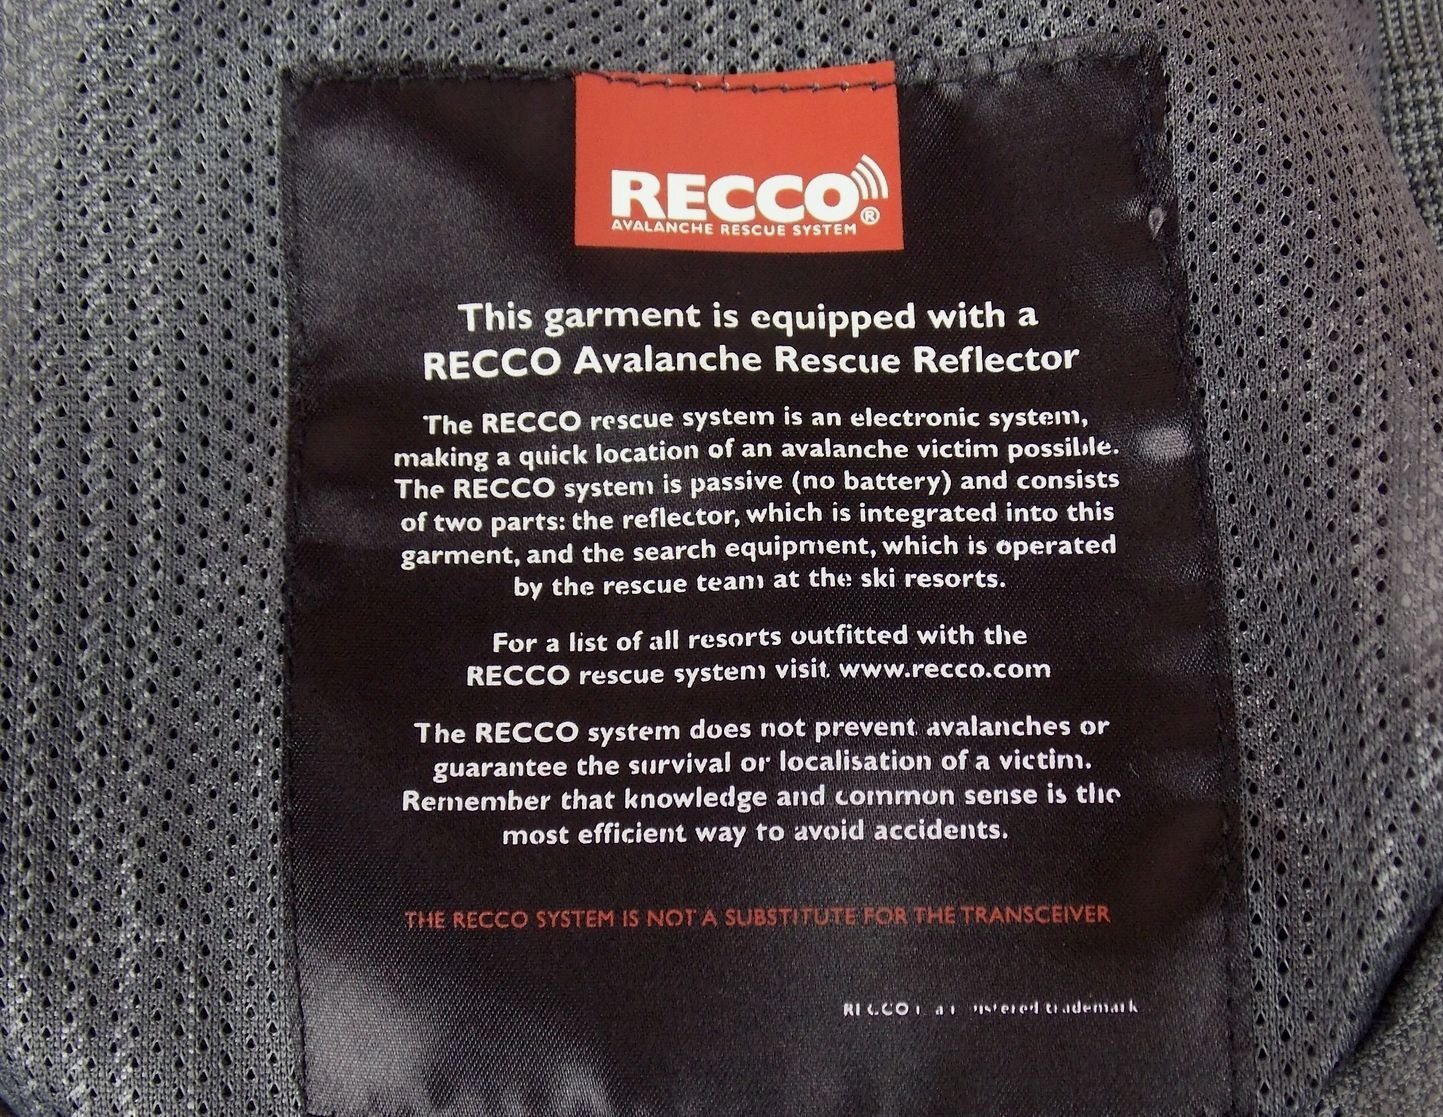 RECCO®
AVALANCHE RESCUE SYSTEM
This garment is equipped with a
RECCO Avalanche Rescue Reflector
The RECCO rescue system is an electronic system,
making a quick location of an avalanche victim possible.
The RECCO system is passive (no battery) and consists
of two parts: the reflector, which is integrated into this
garment, and the search equipment, which is operated
by the rescue team at the ski resorts.
For a list of all resorts outfitted with the
RECCO rescue system visit www.recco.com
The RECCO system does not prevent avalanches or
guarantee the survival or localisation of a victim.
Remember that knowledge and common sense is the
most efficient way to avoid accidents.
THE RECCO SYSTEM IS NOT A SUBSTITUTE FOR THE TRANSCEIVER
RECCO is a registered trademark